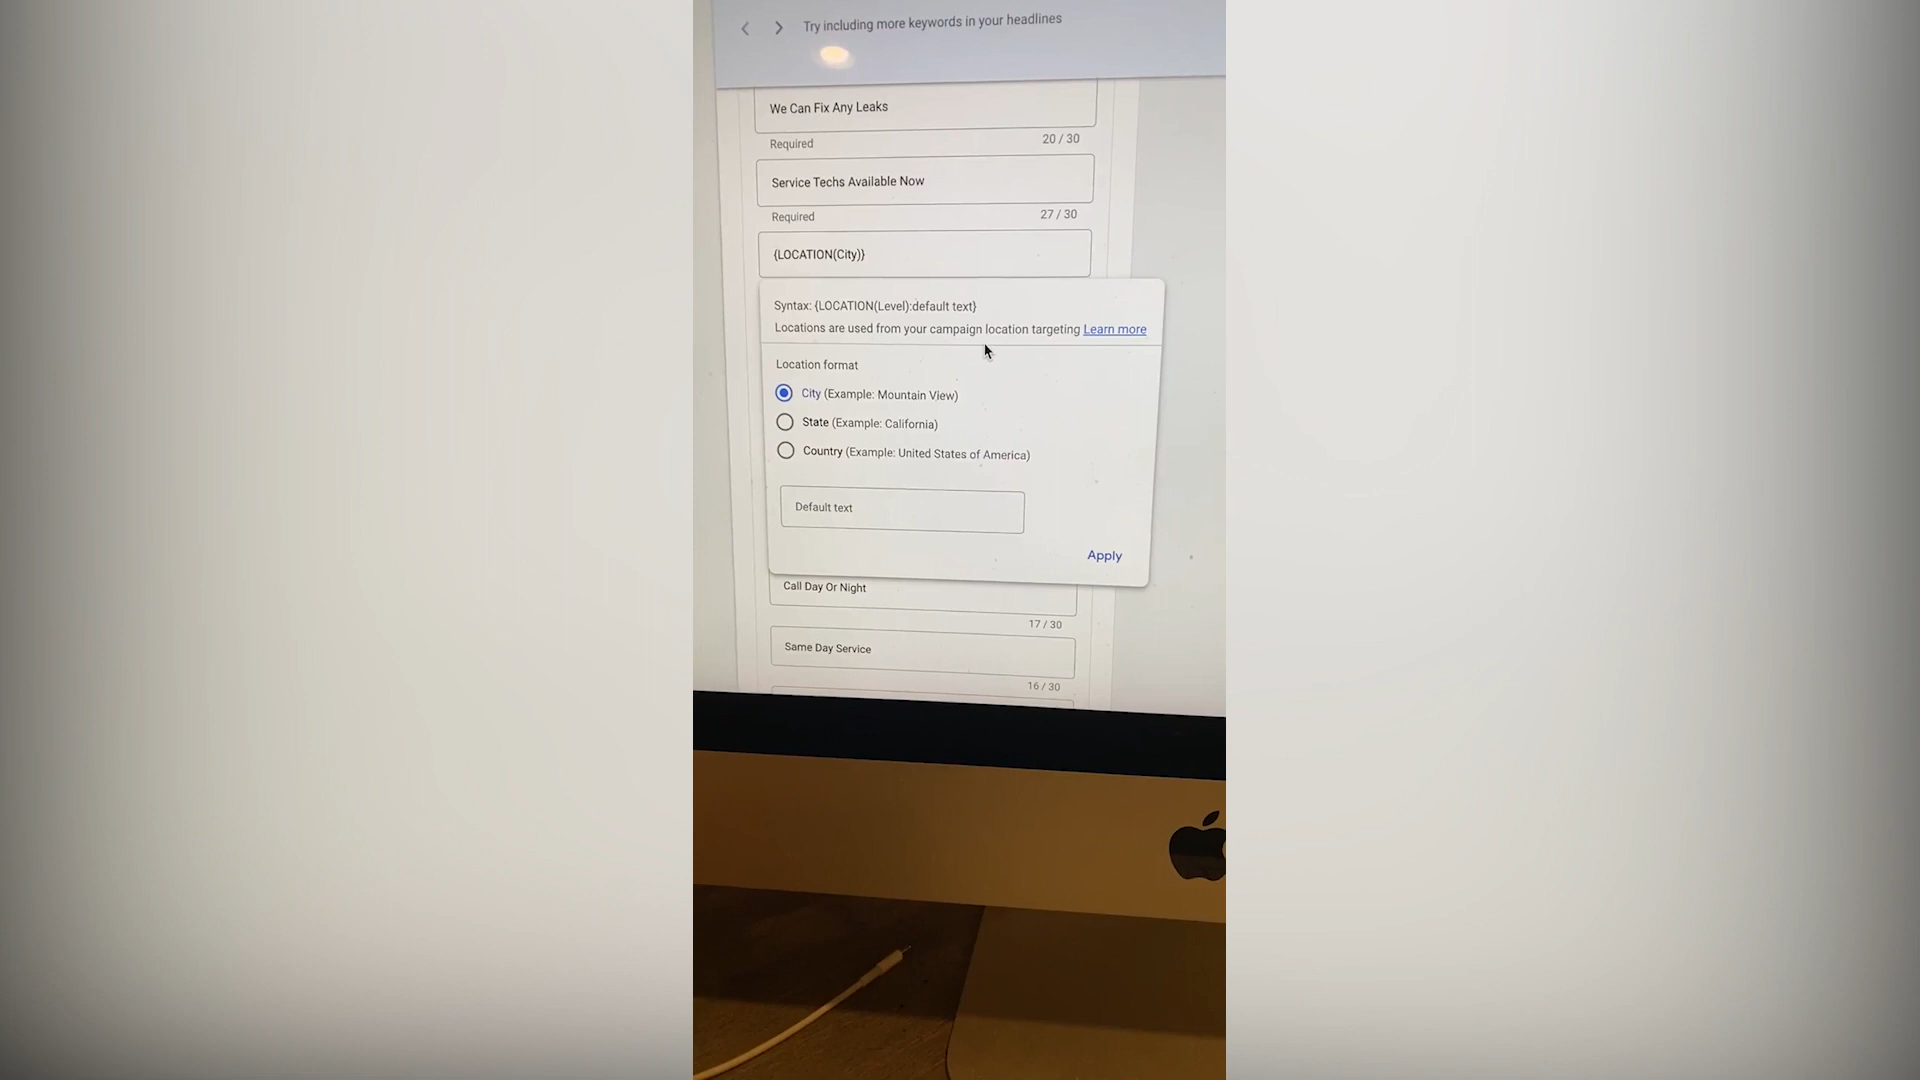 Try including more keywords in your headlines
We Can Fix Any Leaks
Required 20 / 30
Service Techs Available Now
Required 27 / 30
{LOCATION(City)}
Syntax: {LOCATION(Level):default text}
Locations are used from your campaign location targeting Learn more
Location format
City (Example: Mountain View)
State (Example: California)
Country (Example: United States of America)
Default text
Apply
Call Day Or Night
17 / 30
Same Day Service
16 / 30